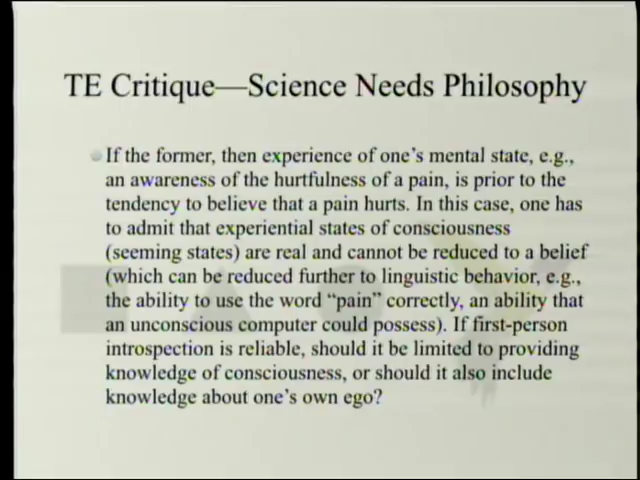 TE Critique—Science Needs Philosophy
If the former, then experience of one's mental state, e.g.,
an awareness of the hurtfulness of a pain, is prior to the
tendency to believe that a pain hurts. In this case, one has
to admit that experiential states of consciousness
(seeming states) are real and cannot be reduced to a belief
(which can be reduced further to linguistic behavior, e.g.,
the ability to use the word “pain” correctly, an ability that
an unconscious computer could possess). If first-person
introspection is reliable, should it be limited to providing
knowledge of consciousness, or should it also include
knowledge about one's own ego?